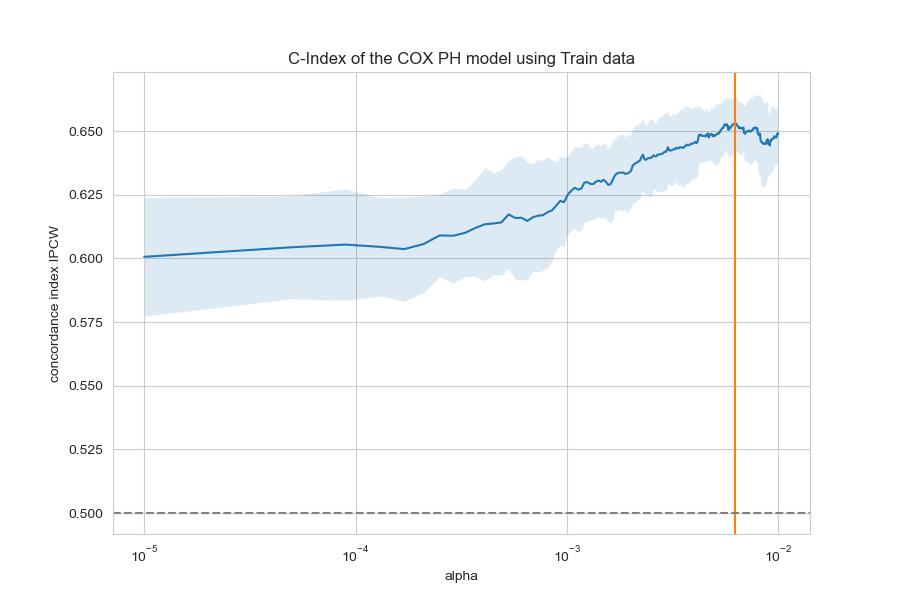 C-Index of the COX PH model using Train data
concordance index IPCW
0.650
0.625
0.600
0.575
0.550
0.525
0.500
10⁻⁵ 10⁻⁴ 10⁻³ 10⁻²
alpha